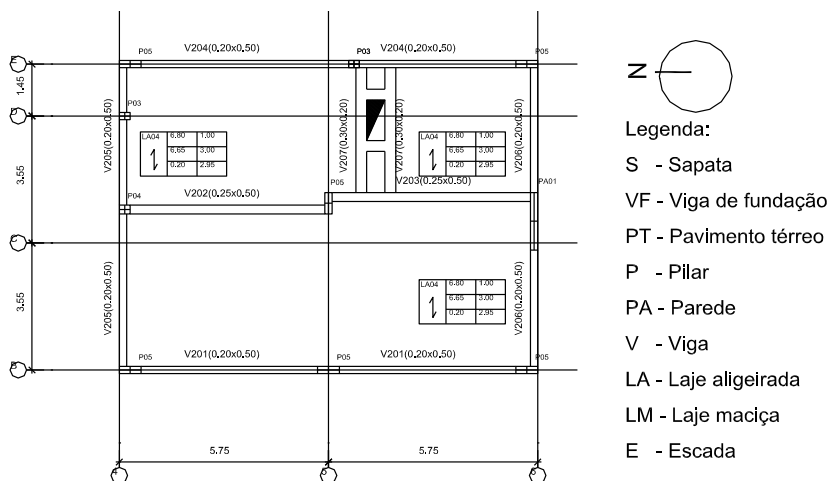 P05
V204(0.20x0.50)
P03
V204(0.20x0.50)
P05
E
1.45
D
P03
V205(0.20x0.50)
LA04 6.80 1.00
6.65 3.00
0.20 2.95
V207(0.30x0.20)
V207(0.30x0.20)
LA04 6.80 1.00
6.65 3.00
0.20 2.95
V206(0.20x0.50)
3.55
P04
V202(0.25x0.50)
P05
V203(0.25x0.50)
PA01
C
3.55
V205(0.20x0.50)
LA04 6.80 1.00
6.65 3.00
0.20 2.95
V206(0.20x0.50)
P05
V201(0.20x0.50)
P05
V201(0.20x0.50)
P05
B
5.75
5.75
4
5
6
N
Legenda:
S - Sapata
VF - Viga de fundação
PT - Pavimento térreo
P - Pilar
PA - Parede
V - Viga
LA - Laje aligeirada
LM - Laje maciça
E - Escada